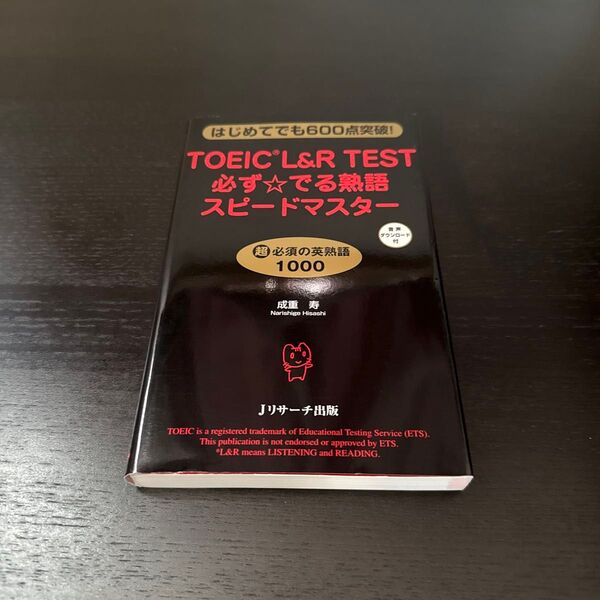 はじめてでも600点突破!
TOEIC® L&R TEST
必ず☆でる熟語
スピードマスター
音声
ダウンロード
付
超必須の英熟語
1000
成重 寿
Narishige Hisashi
Jリサーチ出版
TOEIC is a registered trademark of Educational Testing Service (ETS).
This publication is not endorsed or approved by ETS.
*L&R means LISTENING and READING.